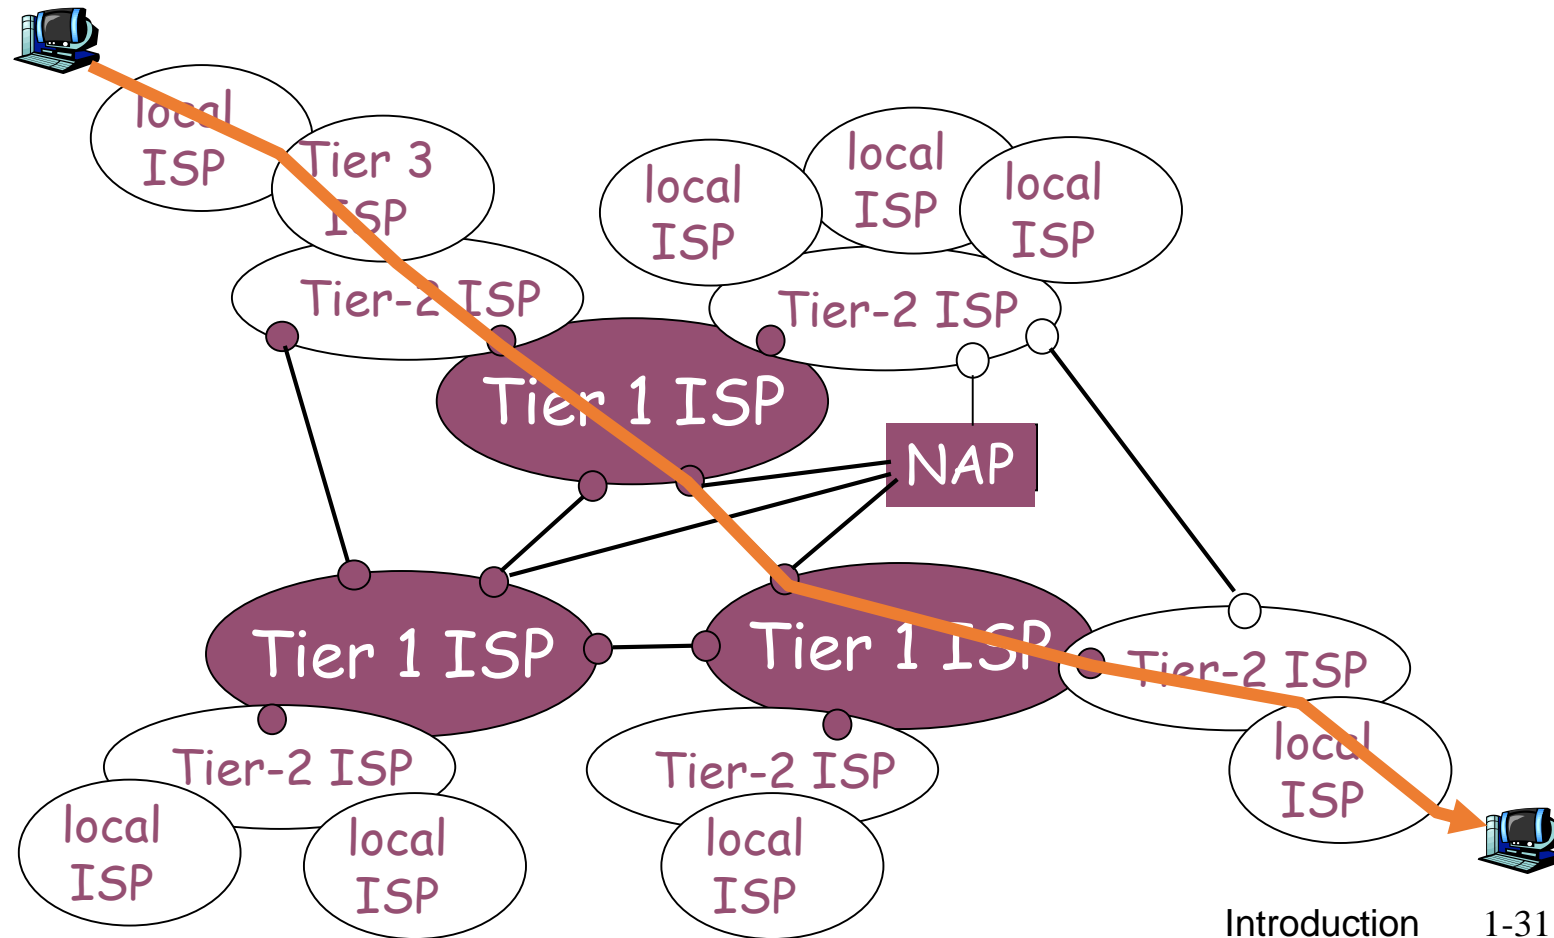 local
ISP
Tier 3
ISP
local
ISP
local
ISP
local
ISP
Tier-2 ISP
Tier-2 ISP
Tier 1 ISP
NAP
Tier 1 ISP
Tier 1 ISP
Tier-2 ISP
local
ISP
Tier-2 ISP
Tier-2 ISP
local
ISP
local
ISP
local
ISP
Introduction 1-31